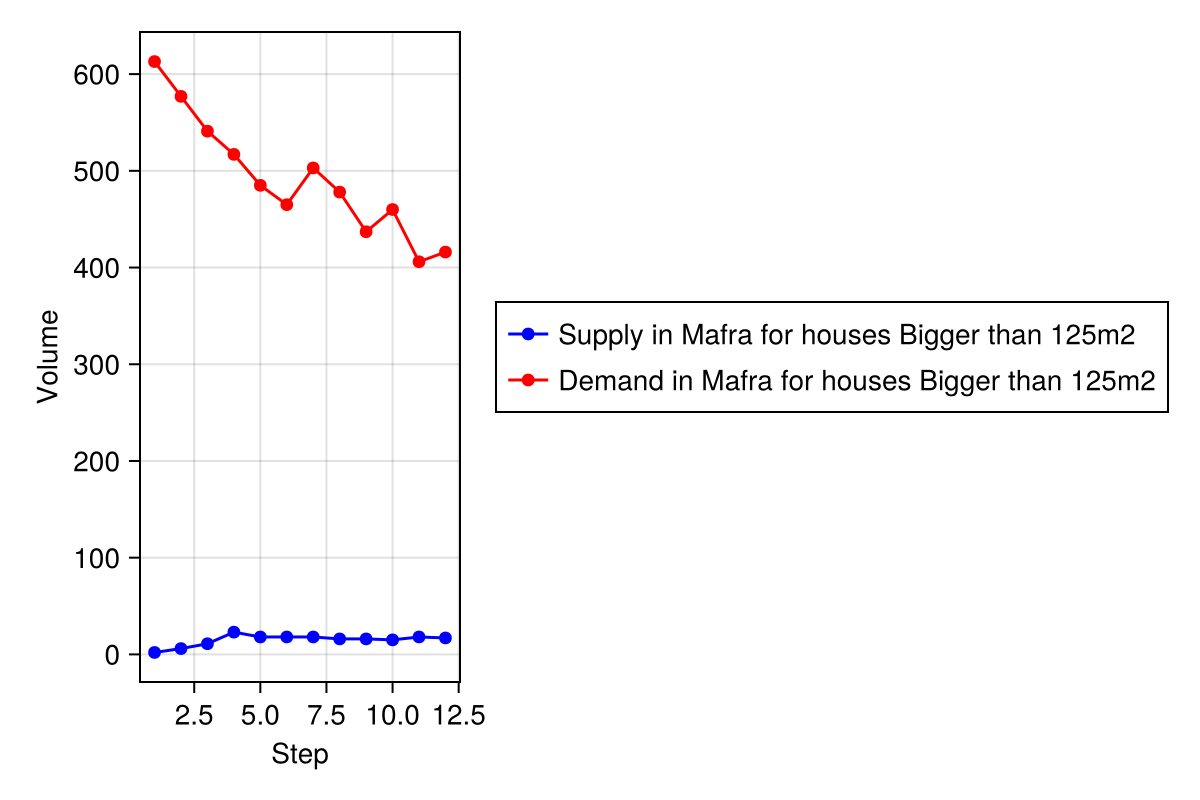 600
500
400
300
200
100
0
Volume
2.5 5.0 7.5 10.0 12.5
Step
Supply in Mafra for houses Bigger than 125m2
Demand in Mafra for houses Bigger than 125m2